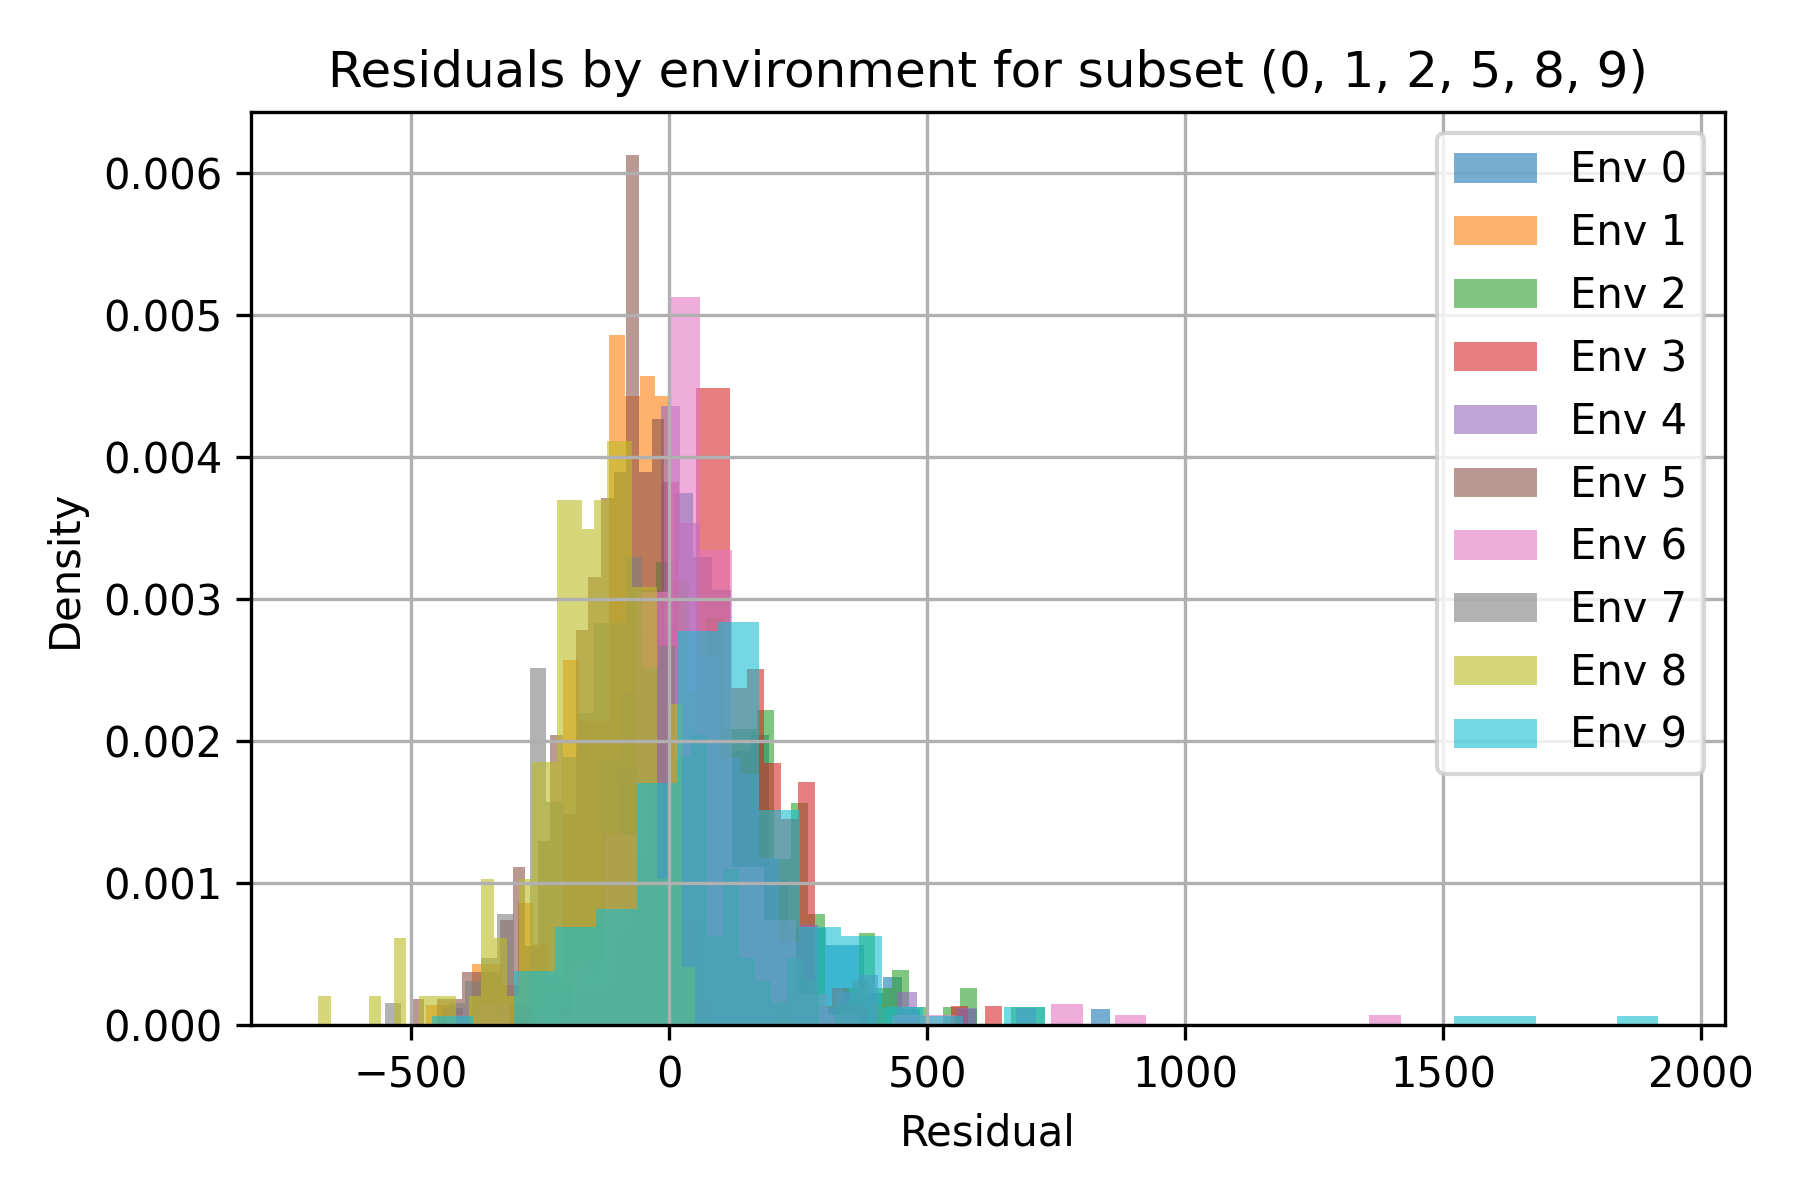 Residuals by environment for subset (0, 1, 2, 5, 8, 9)
Density
0.006
0.005
0.004
0.003
0.002
0.001
0.000
−500
0
500
1000
1500
2000
Residual
Env 0
Env 1
Env 2
Env 3
Env 4
Env 5
Env 6
Env 7
Env 8
Env 9